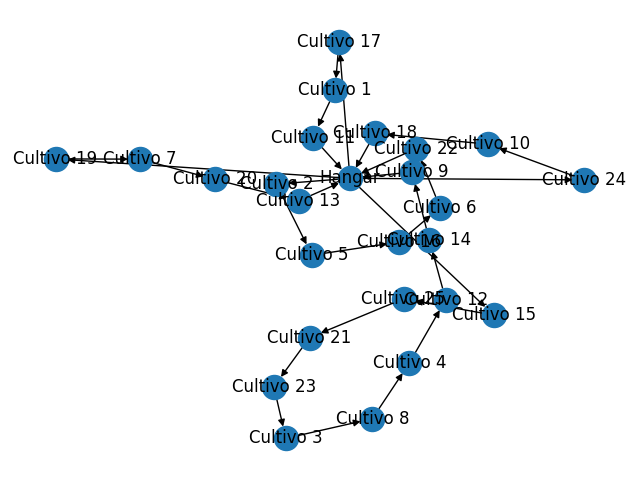 Cultivo 17
Cultivo 1
Cultivo 11
Cultivo 18
Cultivo 10
Cultivo 22
Cultivo 19
Cultivo 7
Cultivo 9
Cultivo 20
Hangar
Cultivo 24
Cultivo 2
Cultivo 13
Cultivo 6
Cultivo 16
Cultivo 14
Cultivo 5
Cultivo 25
Cultivo 12
Cultivo 15
Cultivo 21
Cultivo 4
Cultivo 23
Cultivo 8
Cultivo 3